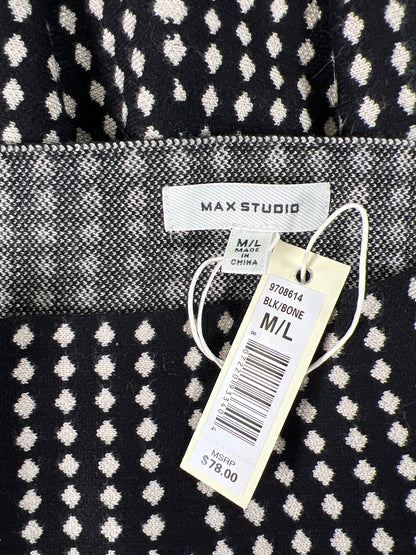 MAX STUDIO
M/L
MADE
IN
CHINA
9708614
BLK/BONE
M/L
MSRP
$78.00